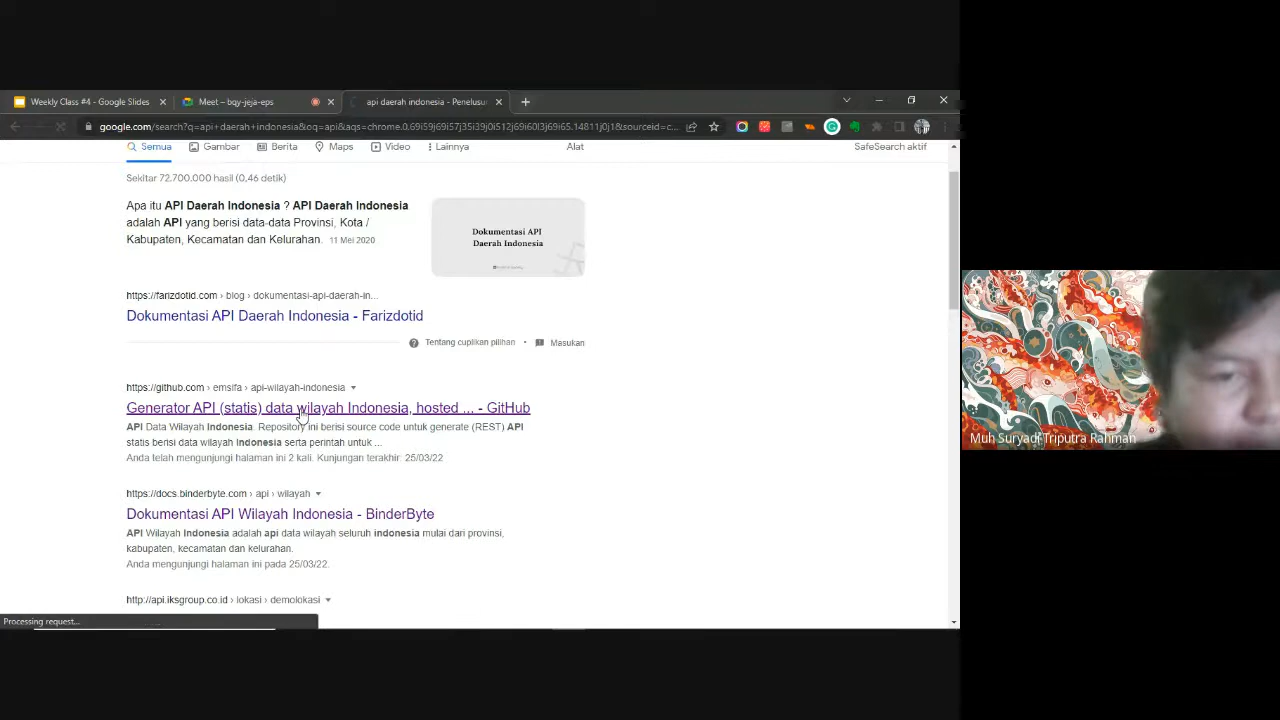 Weekly Class #4 - Google Slides
Meet – bqy-jeja-eps
api daerah indonesia - Penelusu
google.com/search?q=api+daerah+indonesia&oq=api&aqs=chrome.0.69i59j69i57j35i39j0i512j69i60l3j69i65.14811j0j1&sourceid=c...
Semua Gambar Berita Maps Video Lainnya Alat SafeSearch aktif
Sekitar 72.700.000 hasil (0,46 detik)
Apa itu API Daerah Indonesia ? API Daerah Indonesia
adalah API yang berisi data-data Provinsi, Kota /
Kabupaten, Kecamatan dan Kelurahan. 11 Mei 2020
Dokumentasi API
Daerah Indonesia
https://farizdotid.com › blog › dokumentasi-api-daerah-in...
Dokumentasi API Daerah Indonesia - Farizdotid
Tentang cuplikan pilihan • Masukan
https://github.com › emsifa › api-wilayah-indonesia
Generator API (statis) data wilayah Indonesia, hosted ... - GitHub
API Data Wilayah Indonesia. Repository ini berisi source code untuk generate (REST) API
statis berisi data wilayah Indonesia serta perintah untuk ...
Anda telah mengunjungi halaman ini 2 kali. Kunjungan terakhir: 25/03/22
https://docs.binderbyte.com › api › wilayah
Dokumentasi API Wilayah Indonesia - BinderByte
API Wilayah Indonesia adalah api data wilayah seluruh indonesia mulai dari provinsi,
kabupaten, kecamatan dan kelurahan.
Anda mengunjungi halaman ini pada 25/03/22.
http://api.iksgroup.co.id › lokasi › demolokasi
Processing request...
Muh Suryadi Triputra Rahman